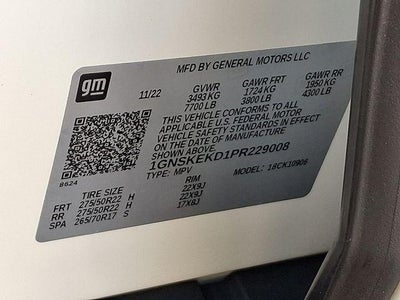 gm
MFD BY GENERAL MOTORS LLC
11/22 GVWR GAWR FRT GAWR RR
3493 KG 1724 KG 1950 KG
7700 LB 3800 LB 4300 LB
THIS VEHICLE CONFORMS TO ALL
APPLICABLE U.S. FEDERAL MOTOR
VEHICLE SAFETY STANDARDS IN EFFECT
ON THE DATE OF MANUFACTURE
SHOWN ABOVE.
1GNSKEKD1PR229008
TYPE: MPV MODEL: 18CK10906
8624
TIRE SIZE RIM
FRT 275/50R22 H 22X9J
RR 275/50R22 H 22X9J
SPA 265/70R17 S 17X8J